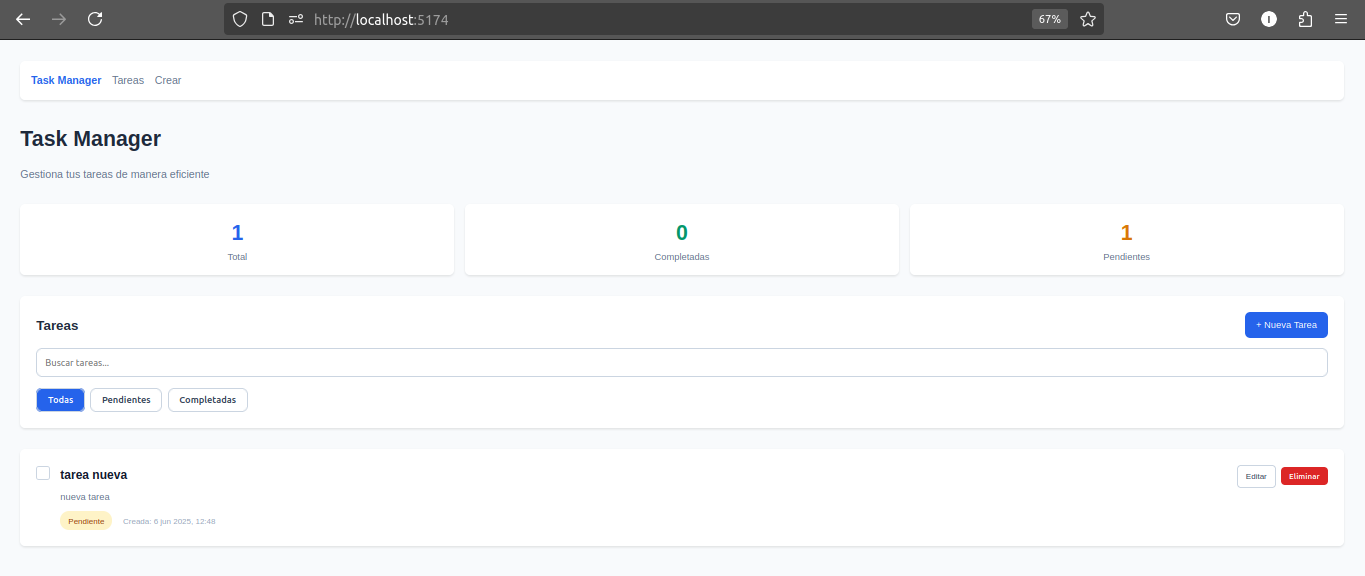 http://localhost:5174 67%
Task Manager Tareas Crear
Task Manager
Gestiona tus tareas de manera eficiente
1 0 1
Total Completadas Pendientes
Tareas + Nueva Tarea
Buscar tareas...
Todas Pendientes Completadas
tarea nueva Editar Eliminar
nueva tarea
Pendiente Creada: 6 jun 2025, 12:48